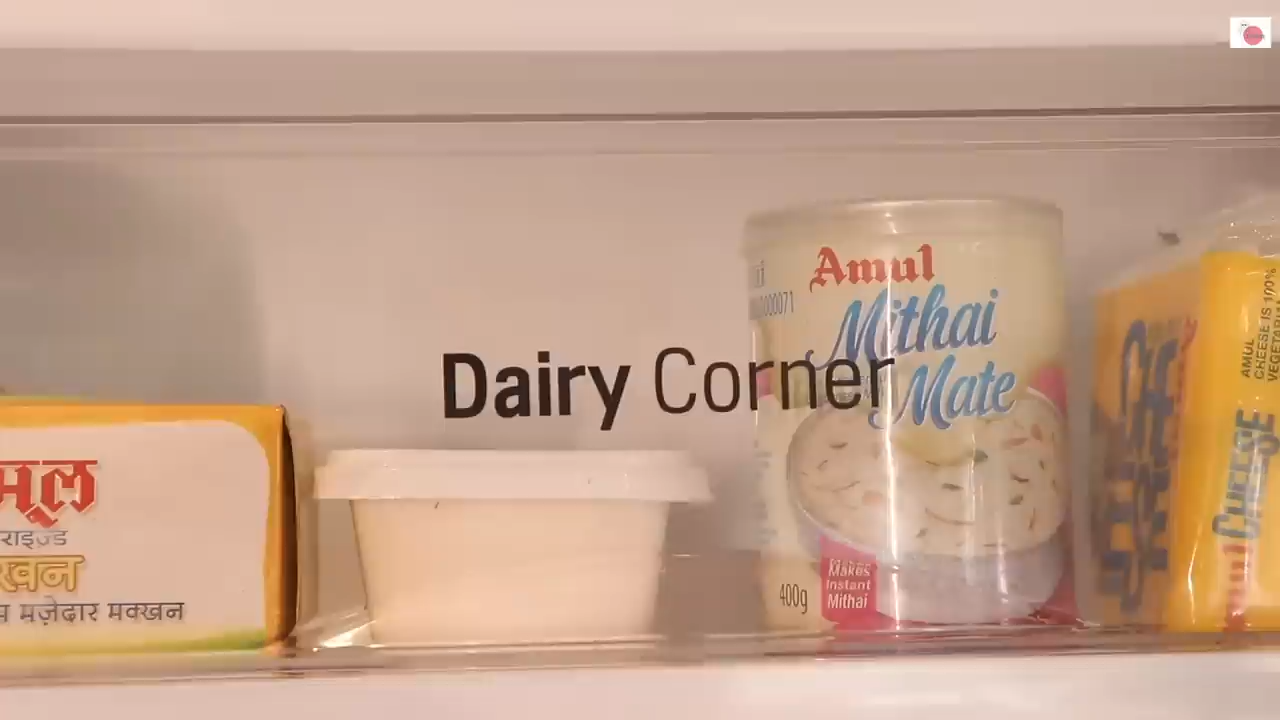 Dairy Corner
मूल
राइज़्ड
खन
मज़ेदार मक्खन
0000071
Amul
Mithai
Mate
Makes
Instant
Mithai
400g
AMUL
CHEESE IS 100%
CHEESE